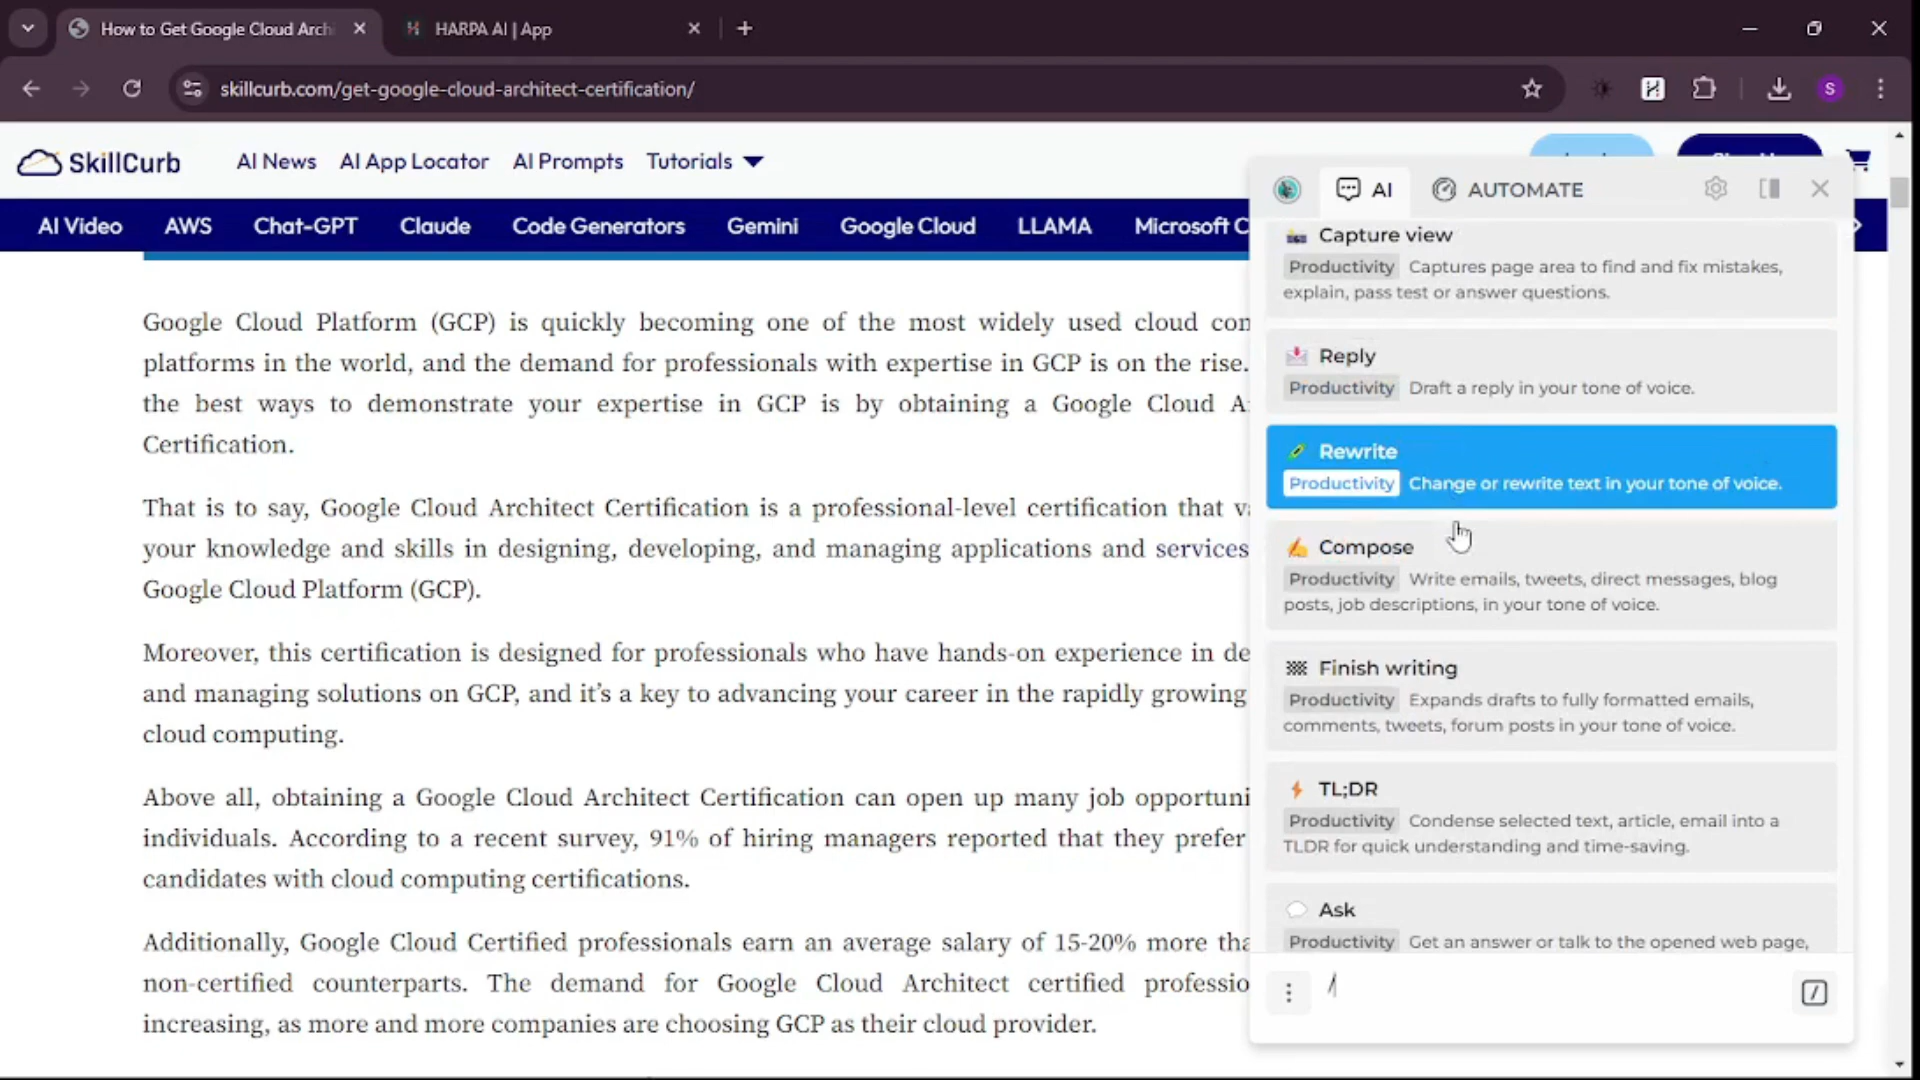 How to Get Google Cloud Arch
HARPA AI | App
skillcurb.com/get-google-cloud-architect-certification/
S
SkillCurb
AI News
AI App Locator
AI Prompts
Tutorials
AI Video
AWS
Chat-GPT
Claude
Code Generators
Gemini
Google Cloud
LLAMA
Microsoft C
Google Cloud Platform (GCP) is quickly becoming one of the most widely used cloud com
platforms in the world, and the demand for professionals with expertise in GCP is on the rise.
the best ways to demonstrate your expertise in GCP is by obtaining a Google Cloud A
Certification.
That is to say, Google Cloud Architect Certification is a professional-level certification that va
your knowledge and skills in designing, developing, and managing applications and services
Google Cloud Platform (GCP).
Moreover, this certification is designed for professionals who have hands-on experience in de
and managing solutions on GCP, and it's a key to advancing your career in the rapidly growing
cloud computing.
Above all, obtaining a Google Cloud Architect Certification can open up many job opportuni
individuals. According to a recent survey, 91% of hiring managers reported that they prefer
candidates with cloud computing certifications.
Additionally, Google Cloud Certified professionals earn an average salary of 15-20% more tha
non-certified counterparts. The demand for Google Cloud Architect certified professio
increasing, as more and more companies are choosing GCP as their cloud provider.
AI
AUTOMATE
Capture view
Productivity Captures page area to find and fix mistakes,
explain, pass test or answer questions.
Reply
Productivity Draft a reply in your tone of voice.
Rewrite
Productivity Change or rewrite text in your tone of voice.
Compose
Productivity Write emails, tweets, direct messages, blog
posts, job descriptions, in your tone of voice.
Finish writing
Productivity Expands drafts to fully formatted emails,
comments, tweets, forum posts in your tone of voice.
TL;DR
Productivity Condense selected text, article, email into a
TLDR for quick understanding and time-saving.
Ask
Productivity Get an answer or talk to the opened web page,
/